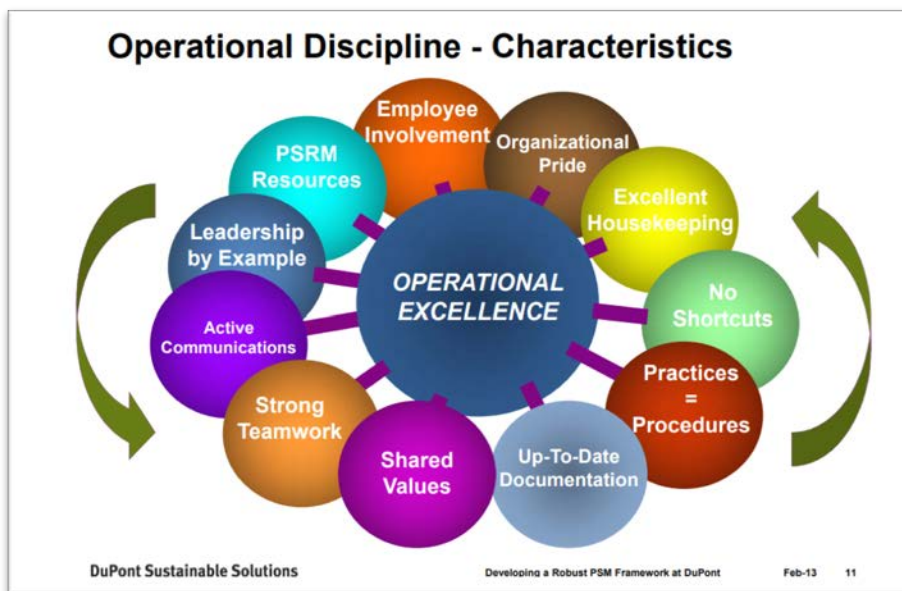 Operational Discipline - Characteristics
Employee
Involvement
Organizational
Pride
PSRM
Resources
Excellent
Housekeeping
Leadership
by Example
OPERATIONAL
EXCELLENCE
No
Shortcuts
Active
Communications
Practices
=
Procedures
Strong
Teamwork
Shared
Values
Up-To-Date
Documentation
DuPont Sustainable Solutions
Developing a Robust PSM Framework at DuPont
Feb-13
11